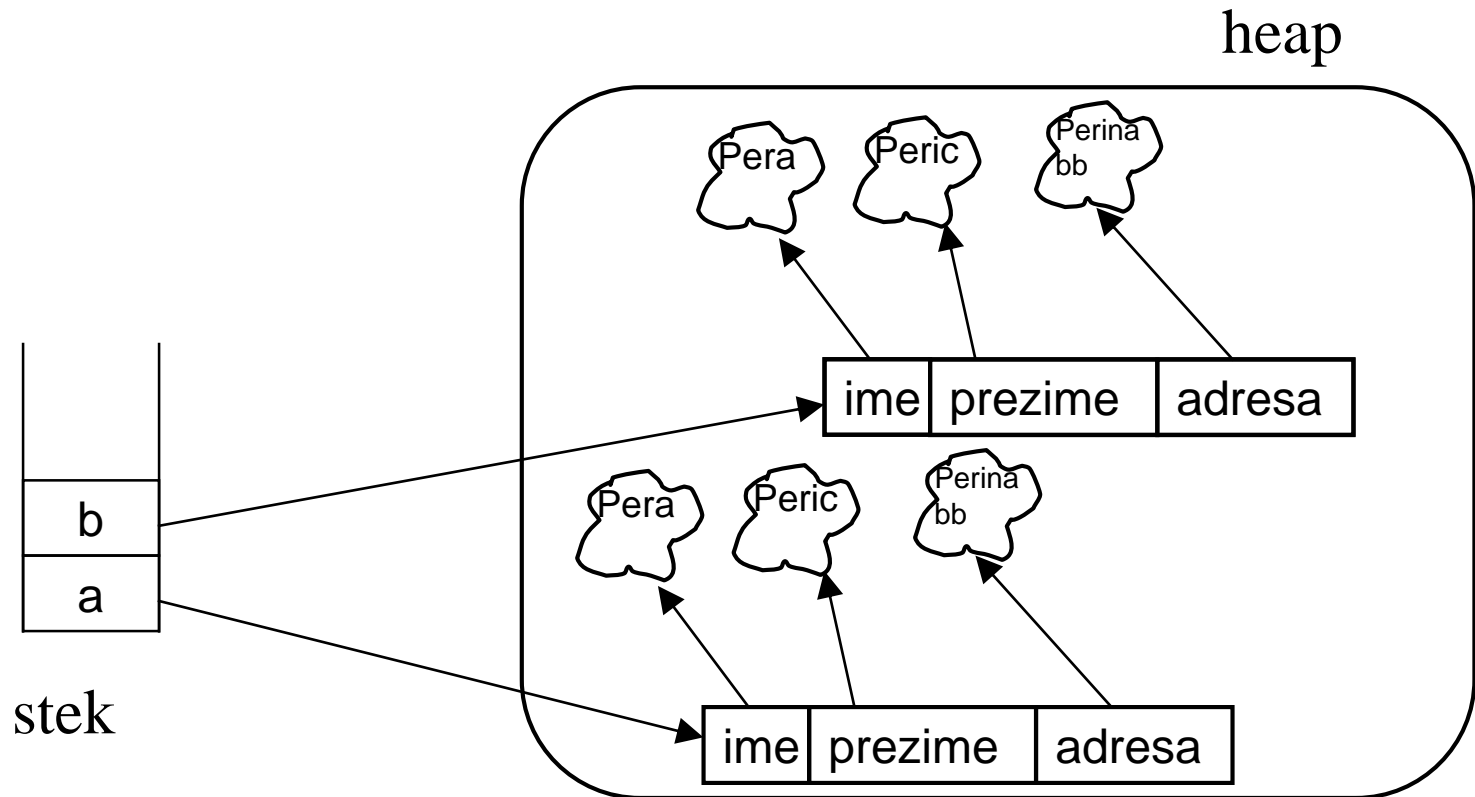 heap
Pera
Peric
Perina
bb
ime
prezime
adresa
b
a
Pera
Peric
Perina
bb
stek
ime
prezime
adresa